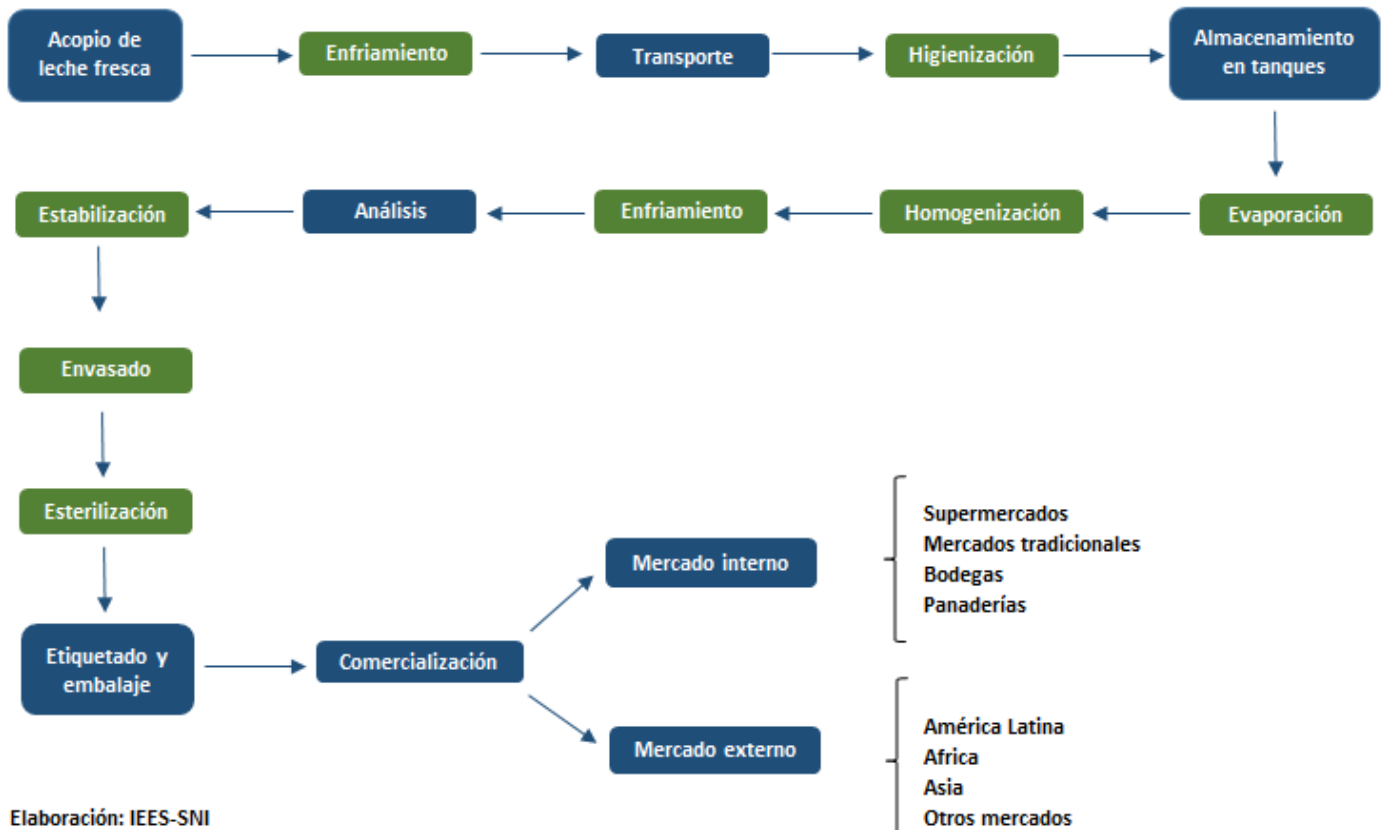 Acopio de
leche fresca
Enfriamiento
Transporte
Higienización
Almacenamiento
en tanques
Estabilización
Análisis
Enfriamiento
Homogenización
Evaporación
Envasado
Esterilización
Etiquetado y
embalaje
Comercialización
Mercado interno
Supermercados
Mercados tradicionales
Bodegas
Panaderías
Mercado externo
América Latina
Africa
Asia
Otros mercados
Elaboración: IEES-SNI